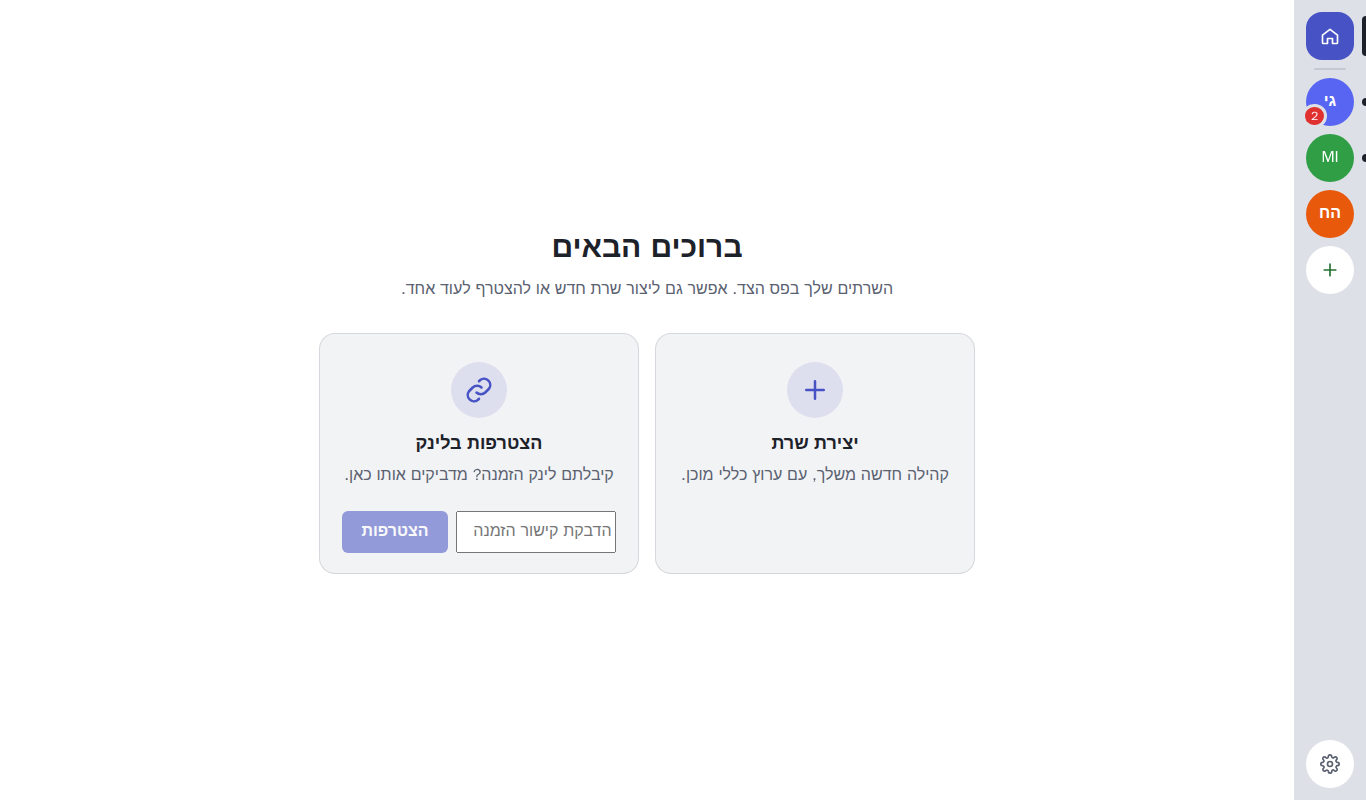 גי
2
MI
הח
ברוכים הבאים
השרתים שלך בפס הצד. אפשר גם ליצור שרת חדש או להצטרף לעוד אחד.
יצירת שרת
קהילה חדשה משלך, עם ערוץ כללי מוכן.
הצטרפות בלינק
קיבלתם לינק הזמנה? מדביקים אותו כאן.
הדבקת קישור הזמנה
הצטרפות